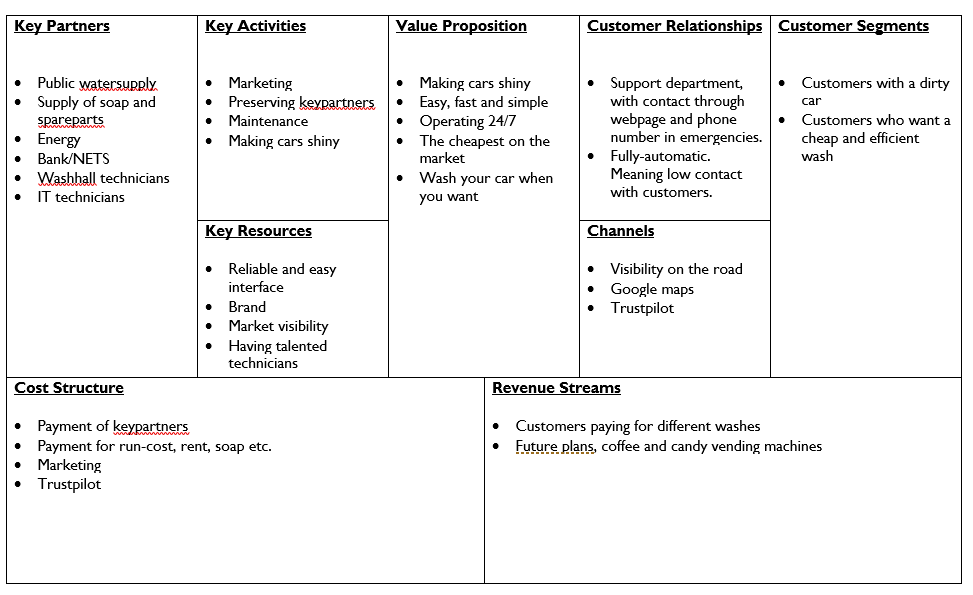 Key Partners
• Public watersupply
• Supply of soap and
spareparts
• Energy
• Bank/NETS
• Washhall technicians
• IT technicians
Key Activities
• Marketing
• Preserving keypartners
• Maintenance
• Making cars shiny
Key Resources
• Reliable and easy
interface
• Brand
• Market visibility
• Having talented
technicians
Value Proposition
• Making cars shiny
• Easy, fast and simple
• Operating 24/7
• The cheapest on the
market
• Wash your car when
you want
Customer Relationships
• Support department,
with contact through
webpage and phone
number in emergencies.
• Fully-automatic.
Meaning low contact
with customers.
Channels
• Visibility on the road
• Google maps
• Trustpilot
Customer Segments
• Customers with a dirty
car
• Customers who want a
cheap and efficient
wash
Cost Structure
• Payment of keypartners
• Payment for run-cost, rent, soap etc.
• Marketing
• Trustpilot
Revenue Streams
• Customers paying for different washes
• Future plans, coffee and candy vending machines